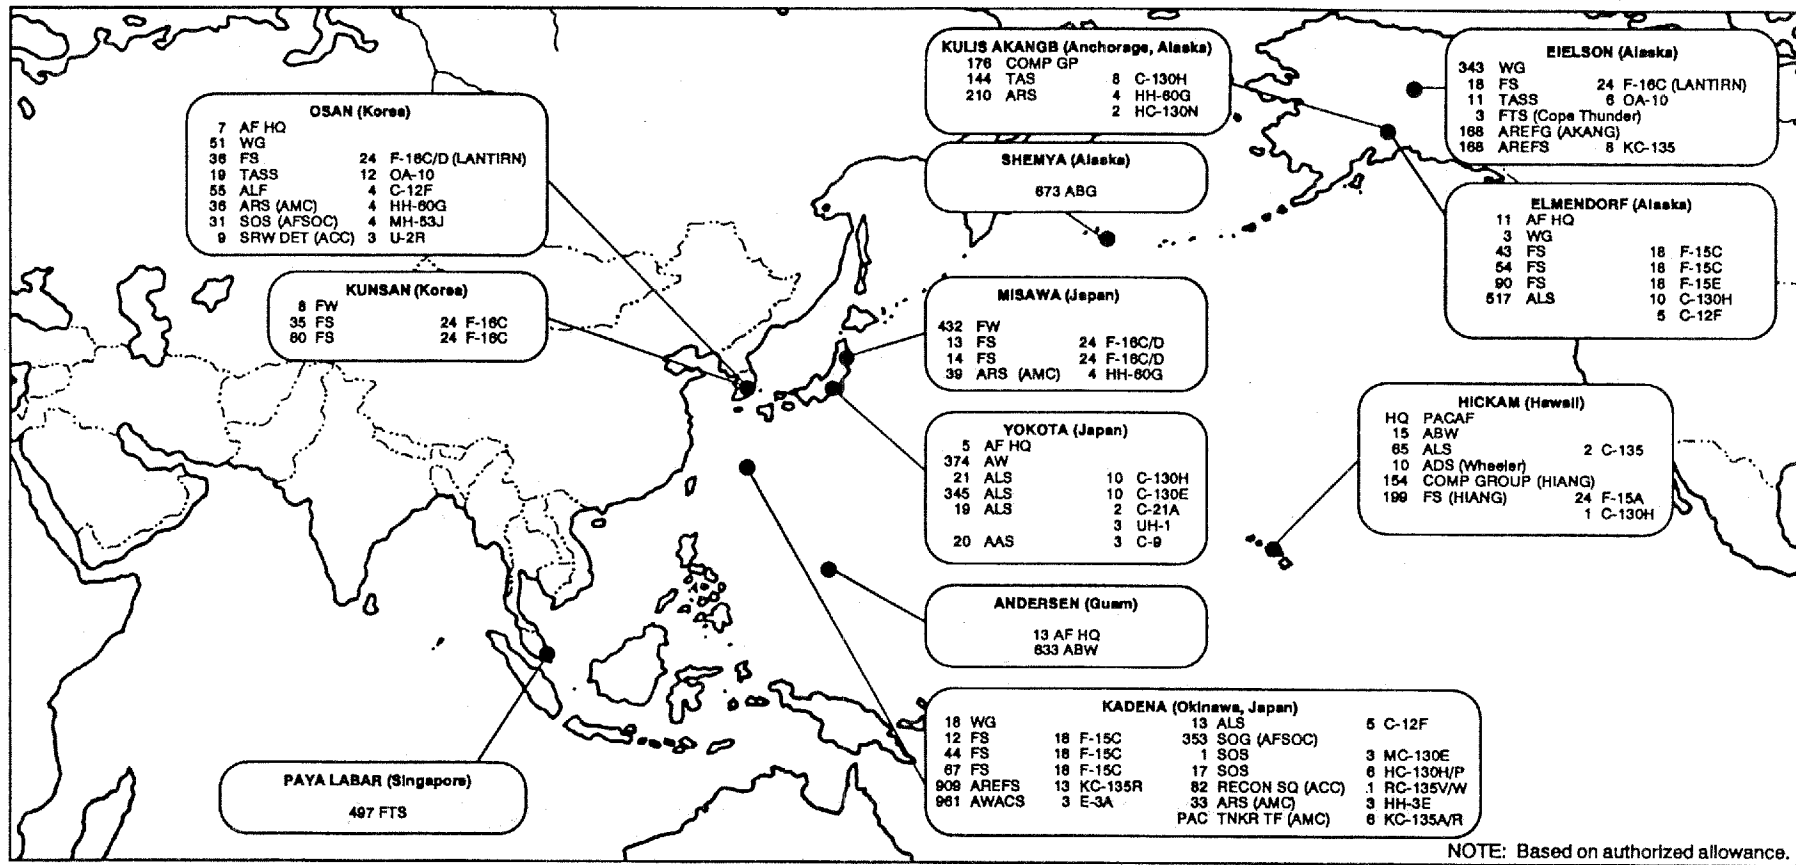 OSAN (Korea)
7 AF HQ
51 WG
36 FS 24 F-16C/D (LANTIRN)
19 TASS 12 OA-10
55 ALF 4 C-12F
36 ARS (AMC) 4 HH-60G
31 SOS (AFSOC) 4 MH-53J
9 SRW DET (ACC) 3 U-2R
KUNSAN (Korea)
8 FW
35 FS 24 F-16C
80 FS 24 F-16C
KULIS AKANGB (Anchorage, Alaska)
176 COMP GP
144 TAS 8 C-130H
210 ARS 4 HH-60G
2 HC-130N
SHEMYA (Alaska)
673 ABG
EIELSON (Alaska)
343 WG
18 FS 24 F-16C (LANTIRN)
11 TASS 6 OA-10
3 FTS (Cope Thunder)
168 AREFG (AKANG)
168 AREFS 8 KC-135
ELMENDORF (Alaska)
11 AF HQ
3 WG
43 FS 18 F-15C
54 FS 18 F-15C
90 FS 18 F-15E
517 ALS 10 C-130H
5 C-12F
MISAWA (Japan)
432 FW
13 FS 24 F-16C/D
14 FS 24 F-16C/D
39 ARS (AMC) 4 HH-60G
YOKOTA (Japan)
5 AF HQ
374 AW
21 ALS 10 C-130H
345 ALS 10 C-130E
19 ALS 2 C-21A
3 UH-1
20 AAS 3 C-9
HICKAM (Hawaii)
HQ PACAF
15 ABW
65 ALS 2 C-135
10 ADS (Wheeler)
154 COMP GROUP (HIANG)
199 FS (HIANG) 24 F-15A
1 C-130H
ANDERSEN (Guam)
13 AF HQ
633 ABW
KADENA (Okinawa, Japan)
18 WG 13 ALS 5 C-12F
12 FS 18 F-15C 353 SOG (AFSOC)
44 FS 18 F-15C 1 SOS 3 MC-130E
67 FS 18 F-15C 17 SOS 6 HC-130H/P
909 AREFS 13 KC-135R 82 RECON SQ (ACC) 1 RC-135V/W
961 AWACS 3 E-3A 33 ARS (AMC) 3 HH-3E
PAC TNKR TF (AMC) 6 KC-135A/R
PAYA LABAR (Singapore)
497 FTS
NOTE: Based on authorized allowance.